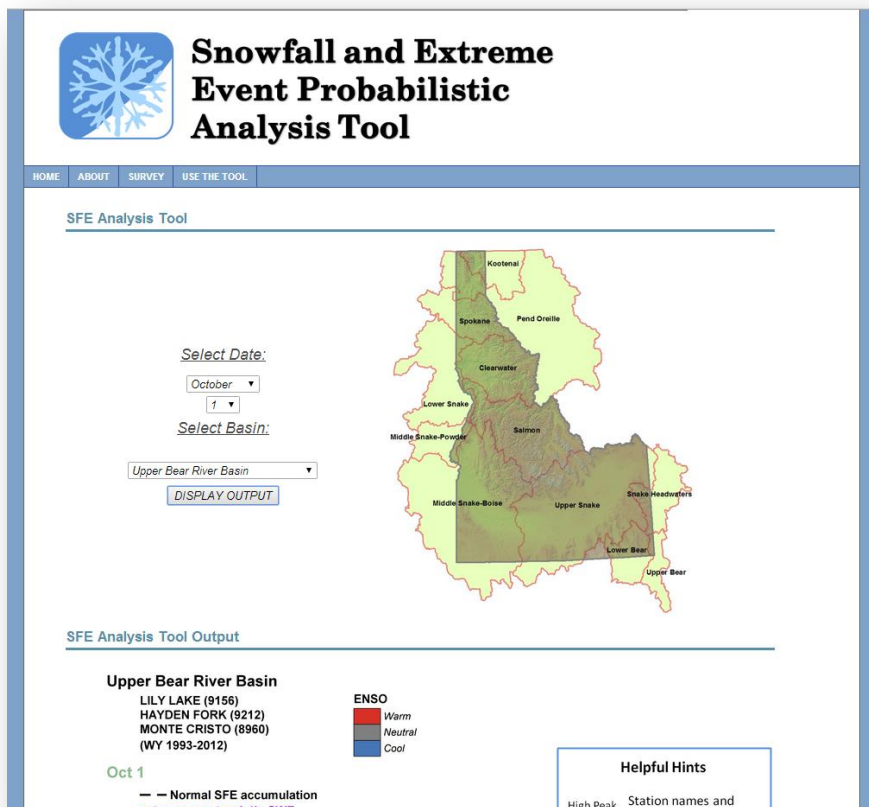 Snowfall and Extreme
Event Probabilistic
Analysis Tool
HOME ABOUT SURVEY USE THE TOOL
SFE Analysis Tool
Select Date:
October
1
Select Basin:
Upper Bear River Basin
DISPLAY OUTPUT
Kootenai
Spokane
Pend Oreille
Clearwater
Lower Snake
Salmon
Middle Snake-Powder
Middle Snake-Boise
Upper Snake
Snake Headwaters
Lower Bear
Upper Bear
SFE Analysis Tool Output
Upper Bear River Basin
LILY LAKE (9156)
HAYDEN FORK (9212)
MONTE CRISTO (8960)
(WY 1993-2012)
ENSO
Warm
Neutral
Cool
Oct 1
Normal SFE accumulation
Helpful Hints
High Peak
Station names and